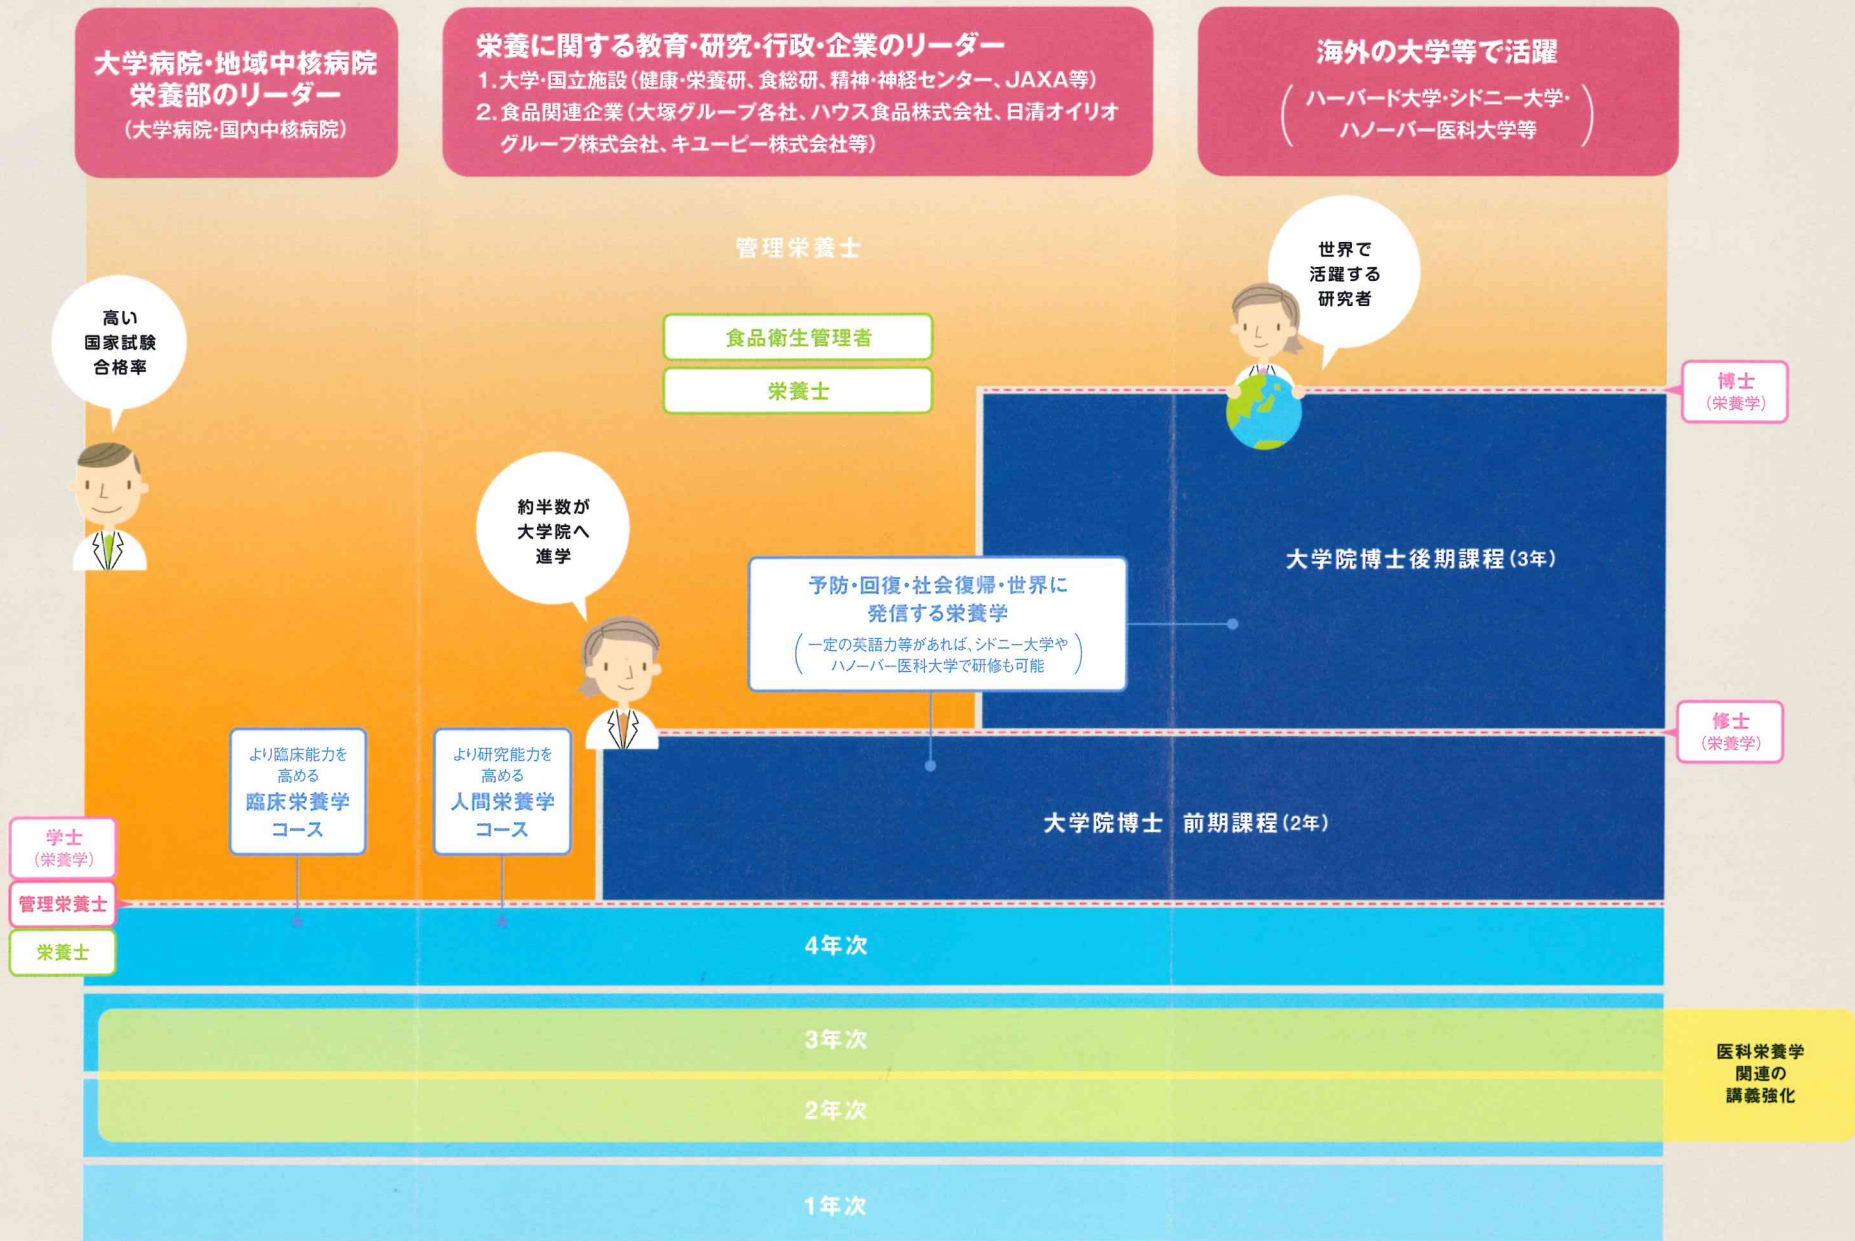 大学病院・地域中核病院
栄養部のリーダー
(大学病院・国内中核病院)
栄養に関する教育・研究・行政・企業のリーダー
1.大学・国立施設(健康・栄養研、食総研、精神・神経センター、JAXA等)
2.食品関連企業(大塚グループ各社、ハウス食品株式会社、日清オイリオ
グループ株式会社、キユーピー株式会社等)
海外の大学等で活躍
(ハーバード大学・シドニー大学・
ハノーバー医科大学等)
管理栄養士
世界で
活躍する
研究者
高い
国家試験
合格率
食品衛生管理者
栄養士
博士
(栄養学)
約半数が
大学院へ
進学
大学院博士後期課程(3年)
予防・回復・社会復帰・世界に
発信する栄養学
(一定の英語力等があれば、シドニー大学や
ハノーバー医科大学で研修も可能)
修士
(栄養学)
より臨床能力を
高める
臨床栄養学
コース
より研究能力を
高める
人間栄養学
コース
大学院博士 前期課程(2年)
学士
(栄養学)
管理栄養士
栄養士
4年次
3年次
医科栄養学
関連の
講義強化
2年次
1年次